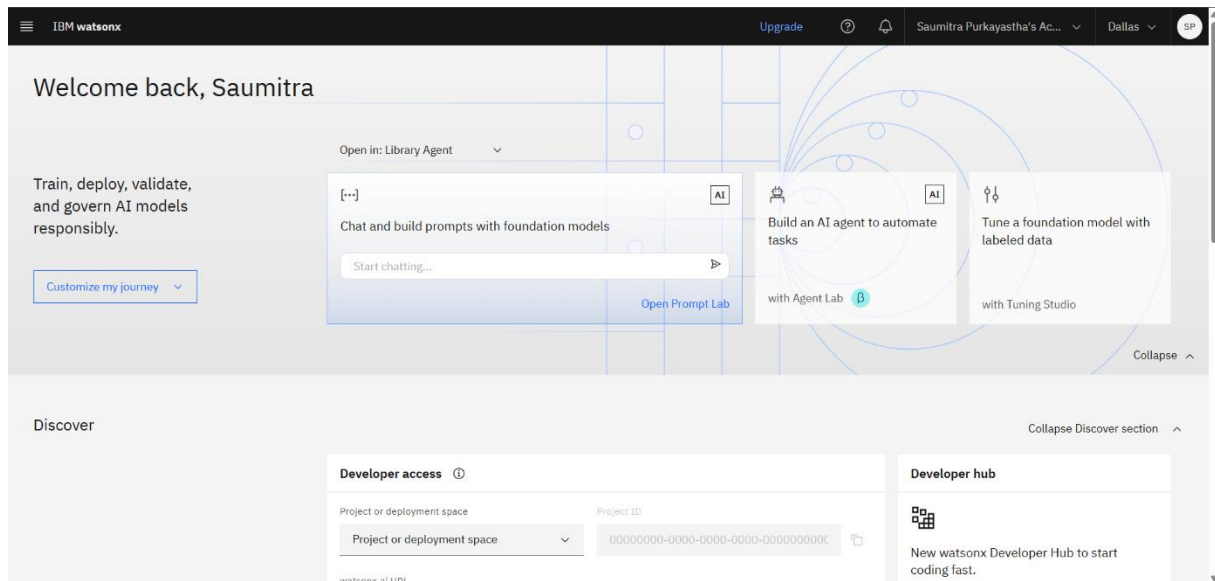 IBM watsonx
Upgrade
Saumitra Purkayastha's Ac...
Dallas
SP
Welcome back, Saumitra
Train, deploy, validate,
and govern AI models
responsibly.
Customize my journey
Open in: Library Agent
[...]
AI
Chat and build prompts with foundation models
Start chatting...
Open Prompt Lab
AI
Build an AI agent to automate
tasks
with Agent Lab β
Tune a foundation model with
labeled data
with Tuning Studio
Collapse
Discover
Collapse Discover section
Developer access
Project or deployment space
Project or deployment space
Project ID
00000000-0000-0000-0000-00000000
Developer hub
New watsonx Developer Hub to start
coding fast.